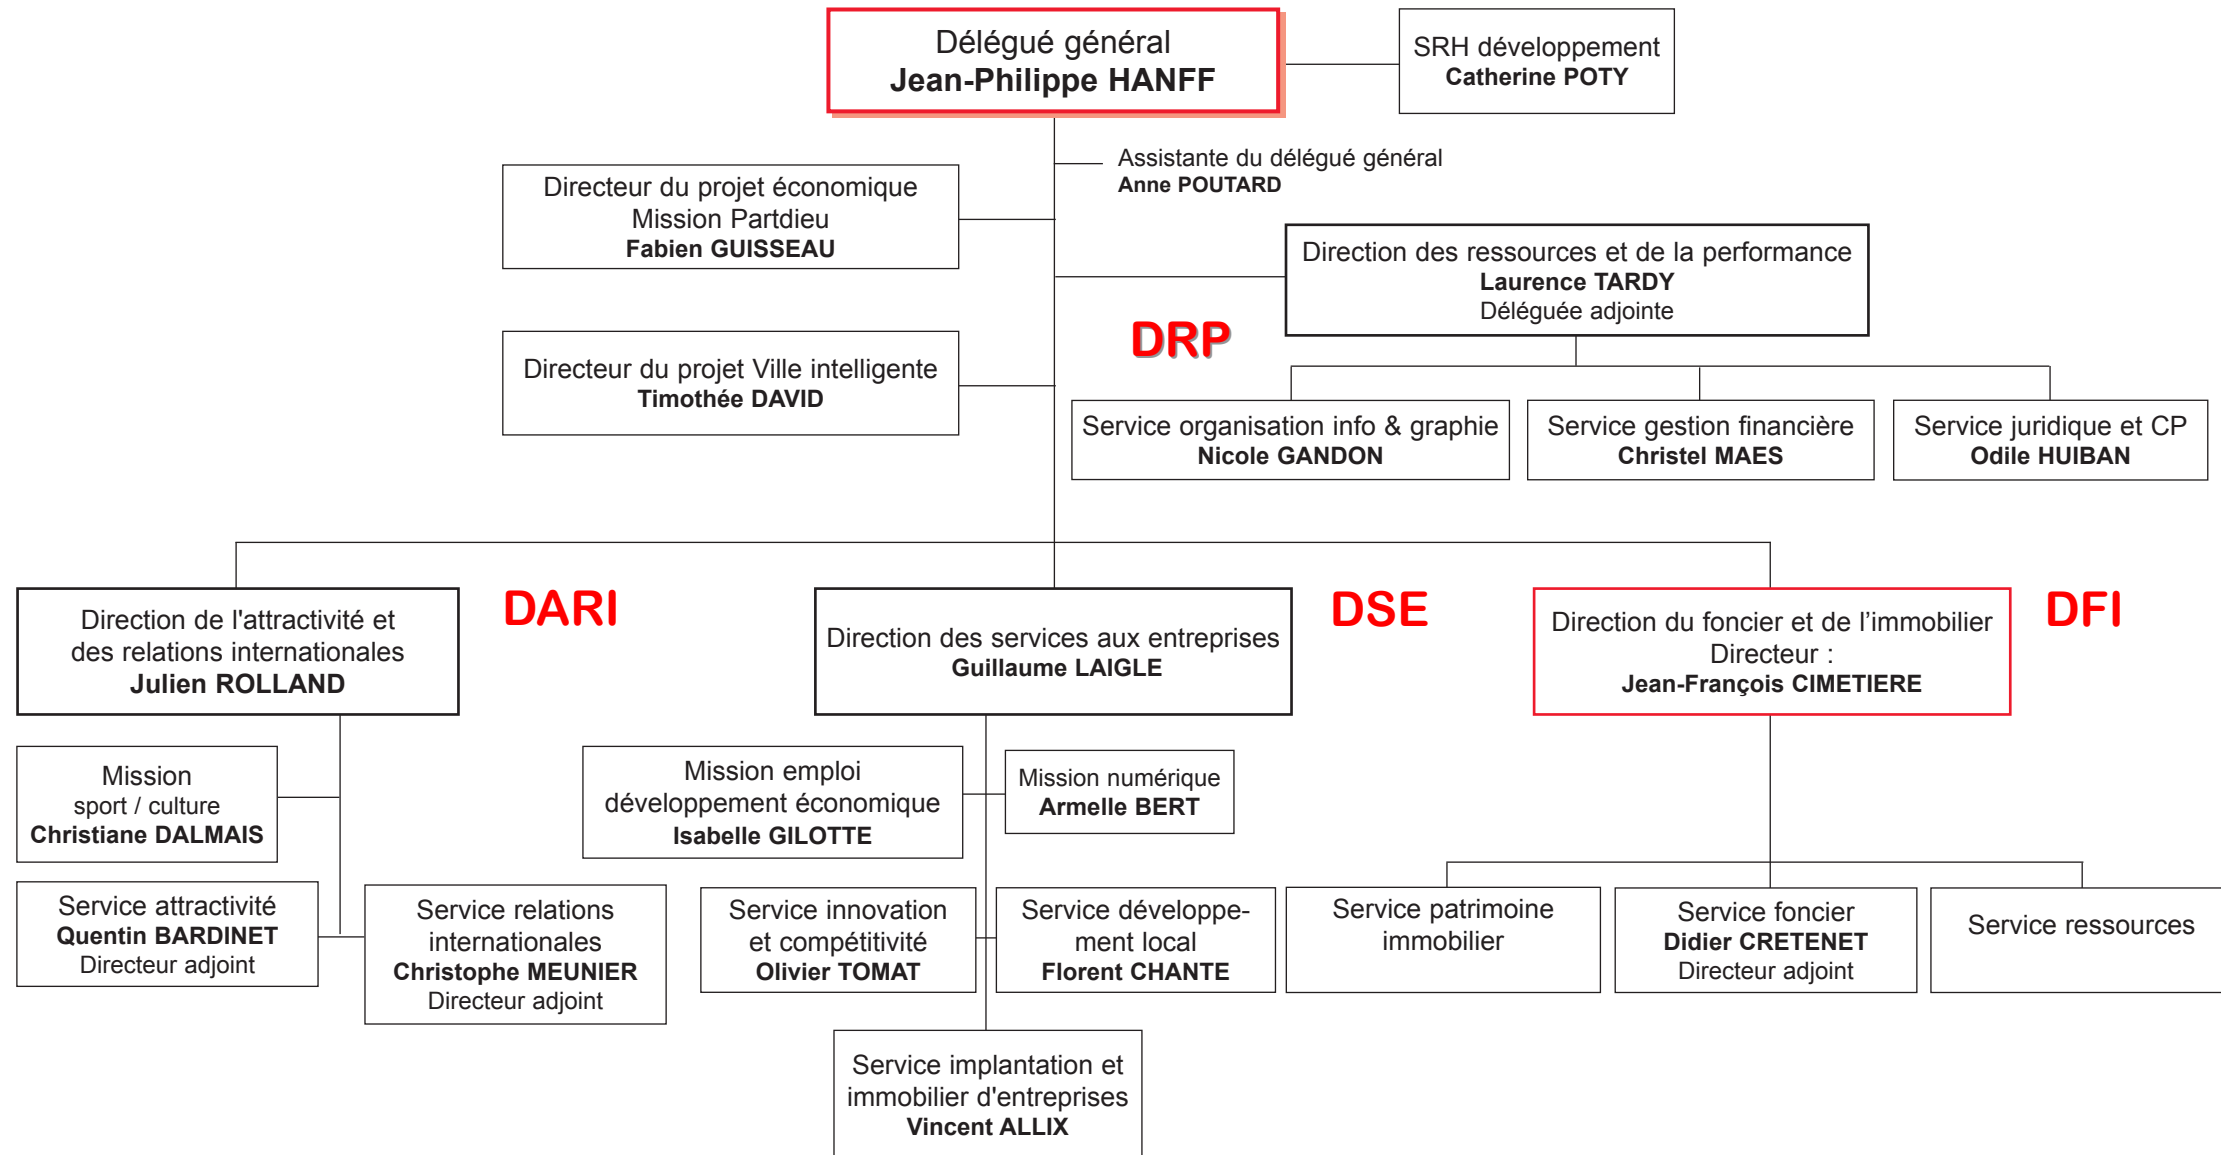 Délégué général
Jean-Philippe HANFF
SRH développement
Catherine POTY
Assistante du délégué général
Anne POUTARD
Directeur du projet économique
Mission Partdieu
Fabien GUISSEAU
Direction des ressources et de la performance
Laurence TARDY
Déléguée adjointe
DRP
Directeur du projet Ville intelligente
Timothée DAVID
Service organisation info & graphie
Nicole GANDON
Service gestion financière
Christel MAES
Service juridique et CP
Odile HUIBAN
Direction de l'attractivité et
des relations internationales
Julien ROLLAND
DARI
Direction des services aux entreprises
Guillaume LAIGLE
DSE
Direction du foncier et de l’immobilier
Directeur :
Jean-François CIMETIERE
DFI
Mission
sport / culture
Christiane DALMAIS
Mission emploi
développement économique
Isabelle GILOTTE
Mission numérique
Armelle BERT
Service attractivité
Quentin BARDINET
Directeur adjoint
Service relations
internationales
Christophe MEUNIER
Directeur adjoint
Service innovation
et compétitivité
Olivier TOMAT
Service développe-
ment local
Florent CHANTE
Service patrimoine
immobilier
Service foncier
Didier CRETENET
Directeur adjoint
Service ressources
Service implantation et
immobilier d'entreprises
Vincent ALLIX